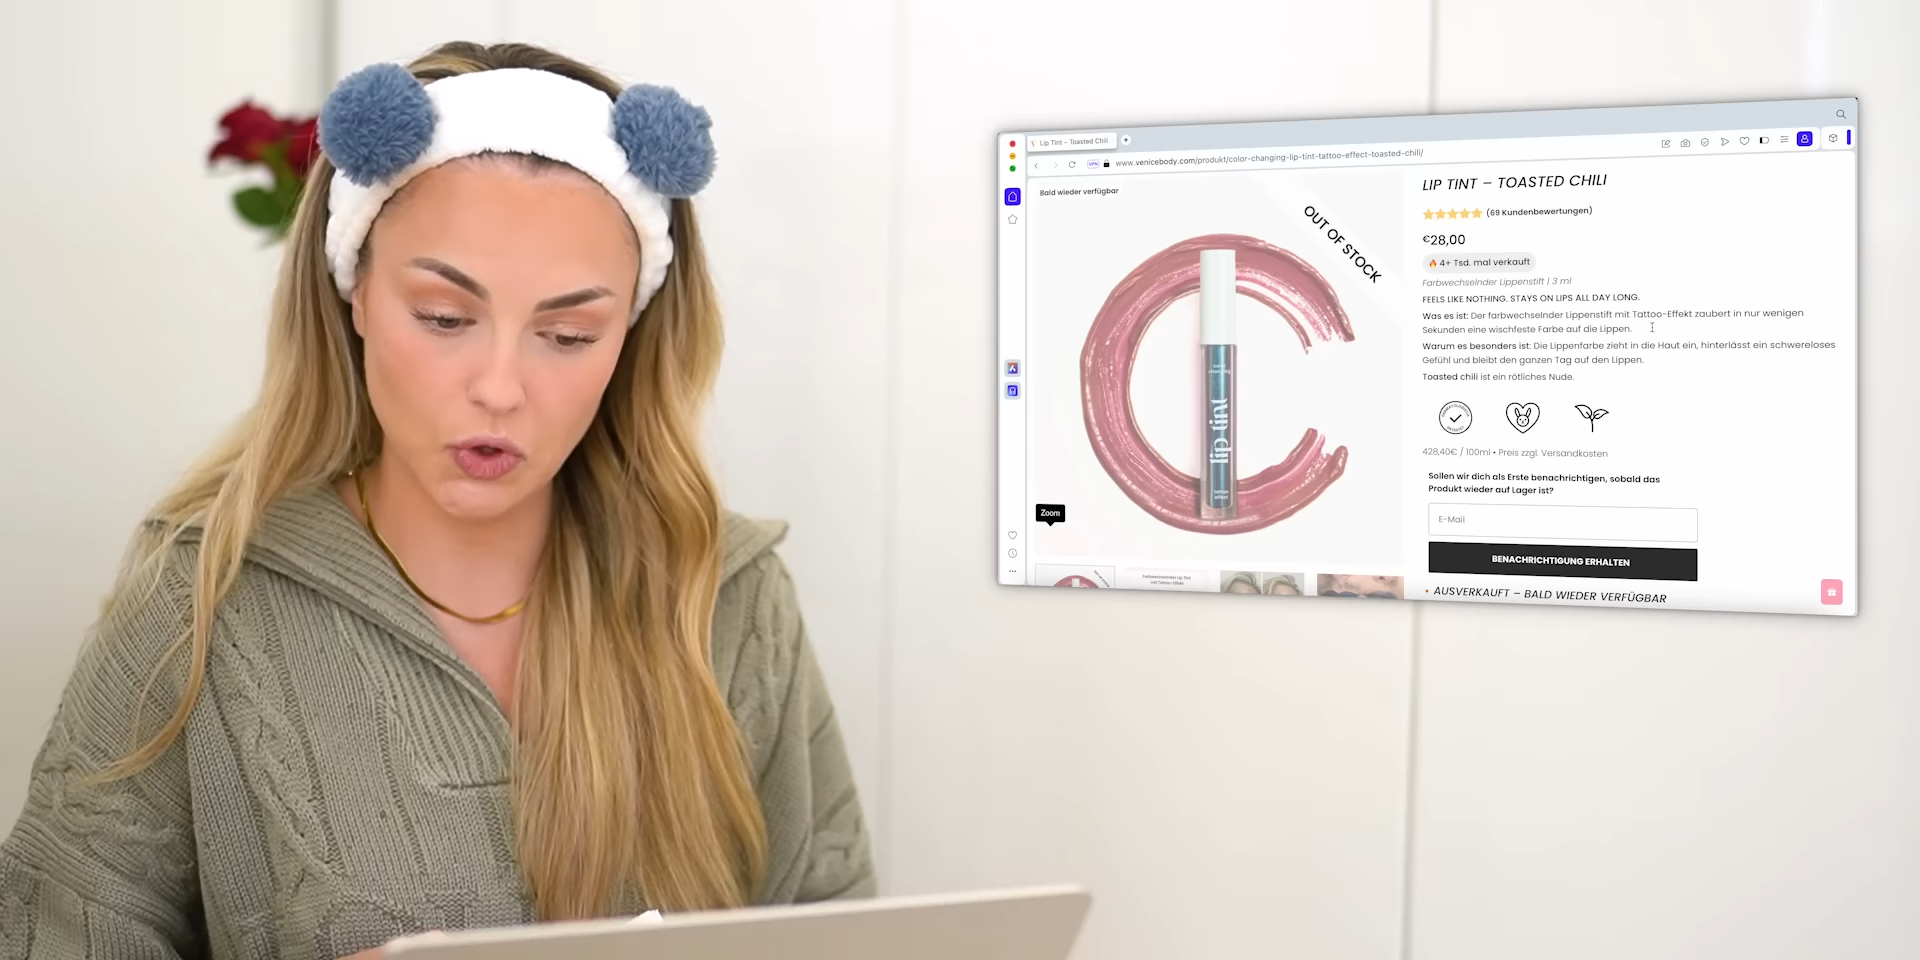 Lip Tint – Toasted Chili
VPN
www.venicebody.com/produkt/color-changing-lip-tint-tattoo-effect-toasted-chili/
Bald wieder verfügbar
OUT OF STOCK
lip tint
tattoo
effect
Zoom
LIP TINT – TOASTED CHILI
(69 Kundenbewertungen)
€28,00
4+ Tsd. mal verkauft
Farbwechselnder Lippenstift | 3 ml
FEELS LIKE NOTHING. STAYS ON LIPS ALL DAY LONG.
Was es ist: Der farbwechselnder Lippenstift mit Tattoo-Effekt zaubert in nur wenigen
Sekunden eine wischfeste Farbe auf die Lippen.
Warum es besonders ist: Die Lippenfarbe zieht in die Haut ein, hinterlässt ein schwereloses
Gefühl und bleibt den ganzen Tag auf den Lippen.
Toasted chili ist ein rötliches Nude.
428,40€ / 100ml • Preis zzgl. Versandkosten
Sollen wir dich als Erste benachrichtigen, sobald das
Produkt wieder auf Lager ist?
E-Mail
BENACHRICHTIGUNG ERHALTEN
• AUSVERKAUFT – BALD WIEDER VERFÜGBAR